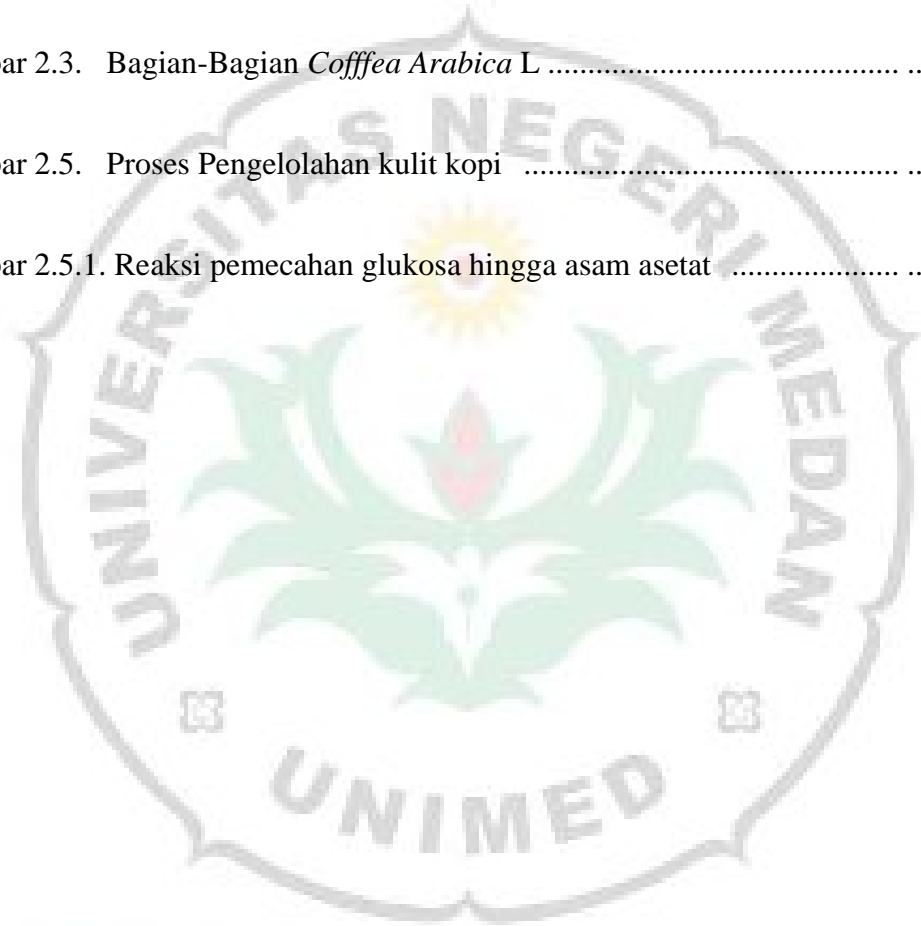 bar 2.3. Bagian-Bagian Cofffea Arabica L .......................................... ..
bar 2.5. Proses Pengelolahan kulit kopi ............................................. ..
bar 2.5.1. Reaksi pemecahan glukosa hingga asam asetat .................... ..
UNIVERSITAS NEGERI MEDAN
UNIMED